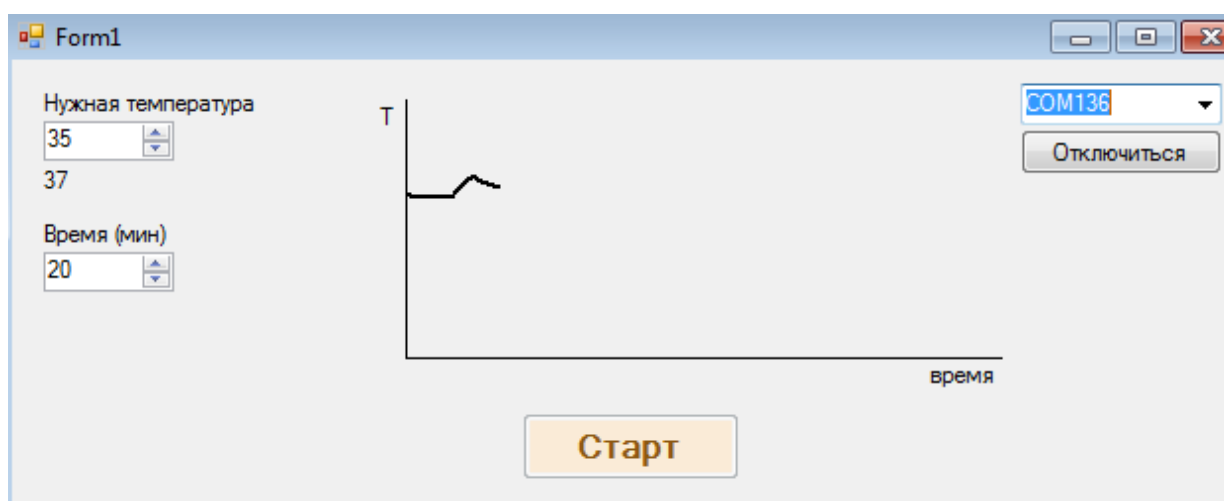 Form1
Нужная температура
35
37
Время (мин)
20
T
время
COM136
Отключиться
Старт